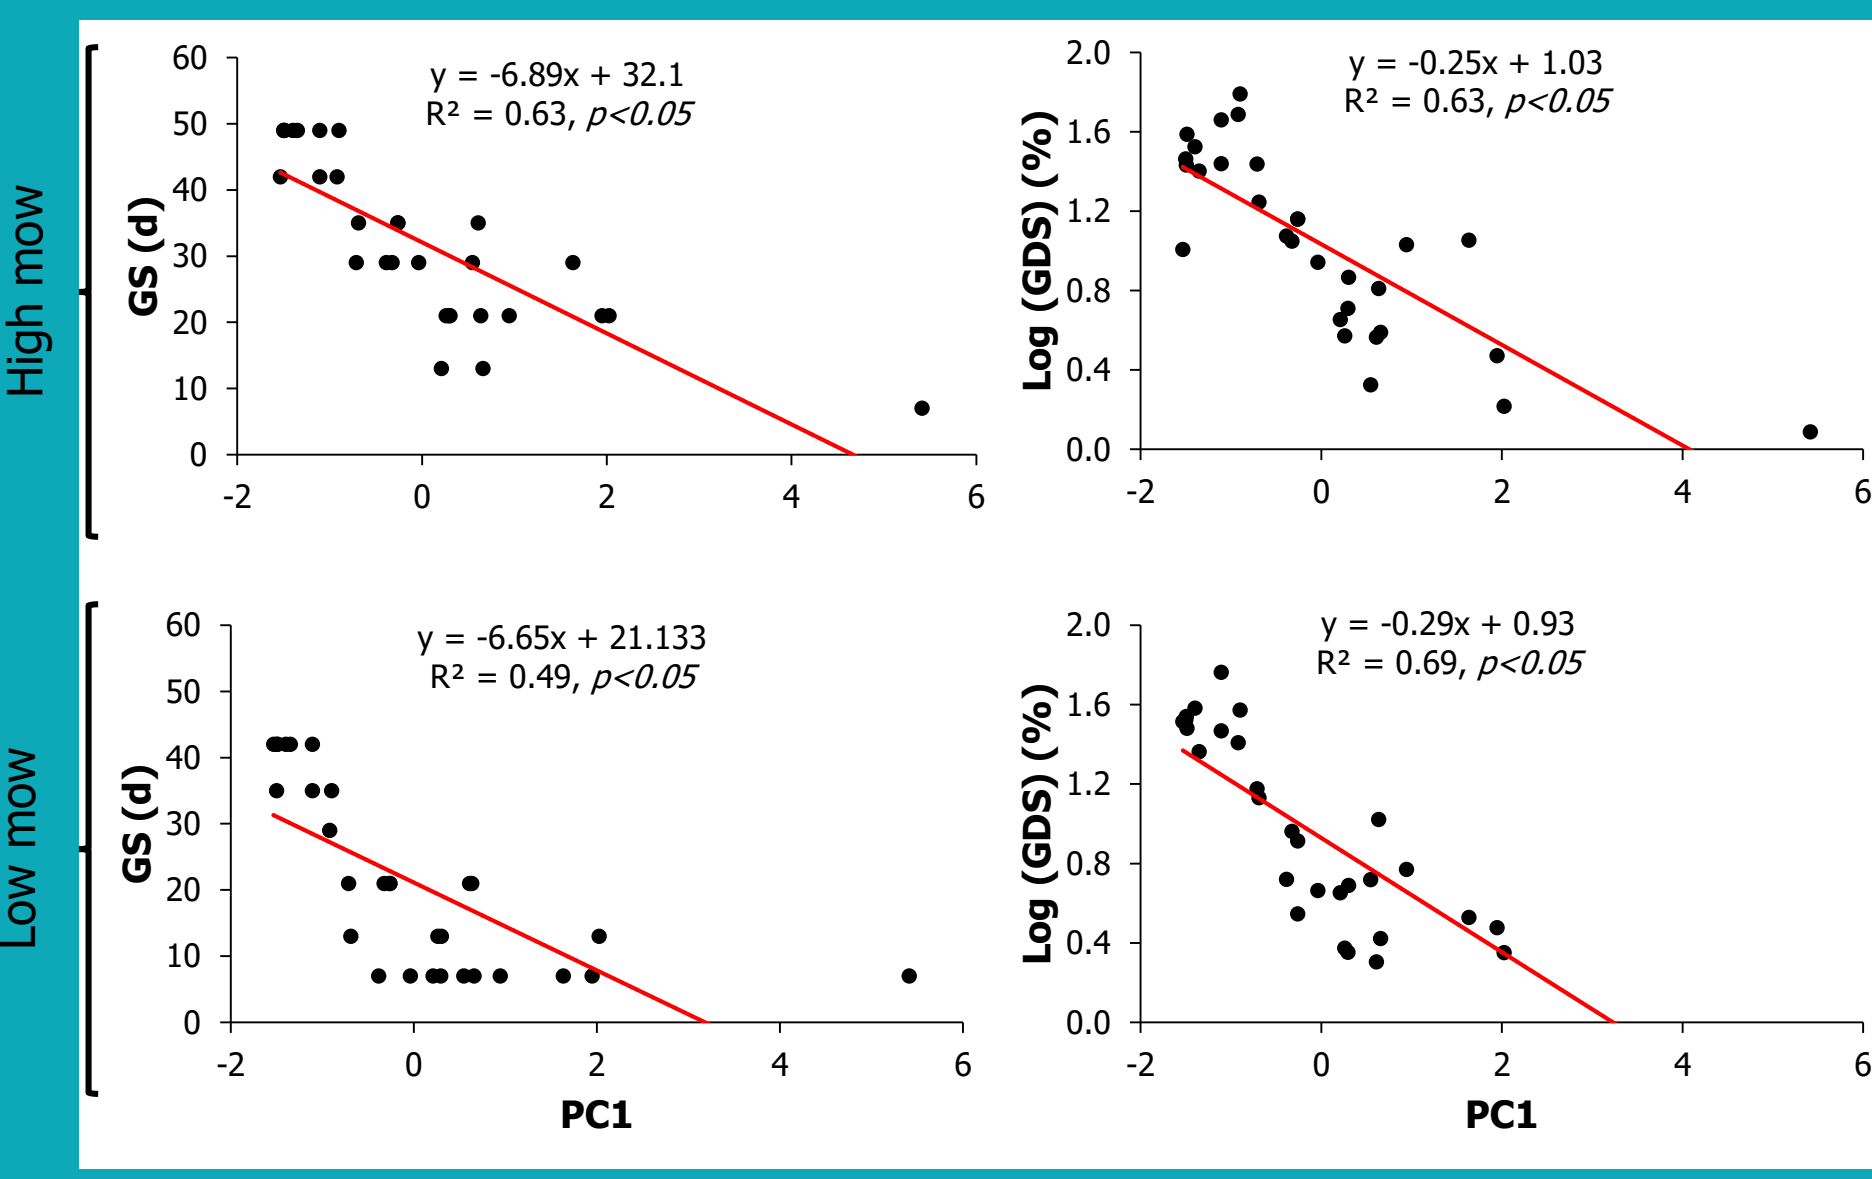 High mow
GS (d)
60
50
40
30
20
10
0
-2 0 2 4 6
y = -6.89x + 32.1
R² = 0.63, p<0.05
Log (GDS) (%)
2.0
1.6
1.2
0.8
0.4
0.0
-2 0 2 4 6
y = -0.25x + 1.03
R² = 0.63, p<0.05
Low mow
GS (d)
60
50
40
30
20
10
0
-2 0 2 4 6
PC1
y = -6.65x + 21.133
R² = 0.49, p<0.05
Log (GDS) (%)
2.0
1.6
1.2
0.8
0.4
0.0
-2 0 2 4 6
PC1
y = -0.29x + 0.93
R² = 0.69, p<0.05